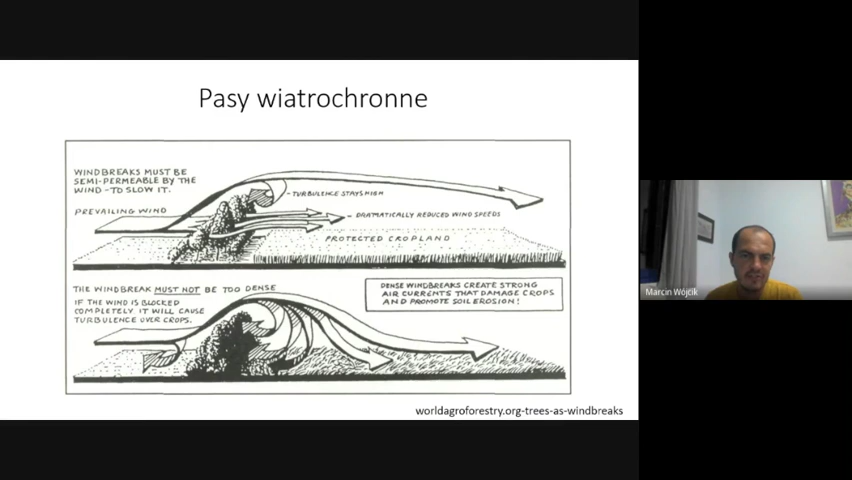 Pasy wiatrochronne
WINDBREAKS MUST BE
SEMI-PERMEABLE BY THE
WIND-TO SLOW IT.
TURBULENCE STAYS HIGH
PREVAILING WIND
DRAMATICALLY REDUCED WIND SPEEDS
PROTECTED CROPLAND
THE WINDBREAK MUST NOT BE TOO DENSE
IF THE WIND IS BLOCKED
COMPLETELY IT WILL CAUSE
TURBULENCE OVER CROPS.
DENSE WINDBREAKS CREATE STRONG
AIR CURRENTS THAT DAMAGE CROPS
AND PROMOTE SOIL EROSION!
worldagroforestry.org-trees-as-windbreaks
Marcin Wójcik